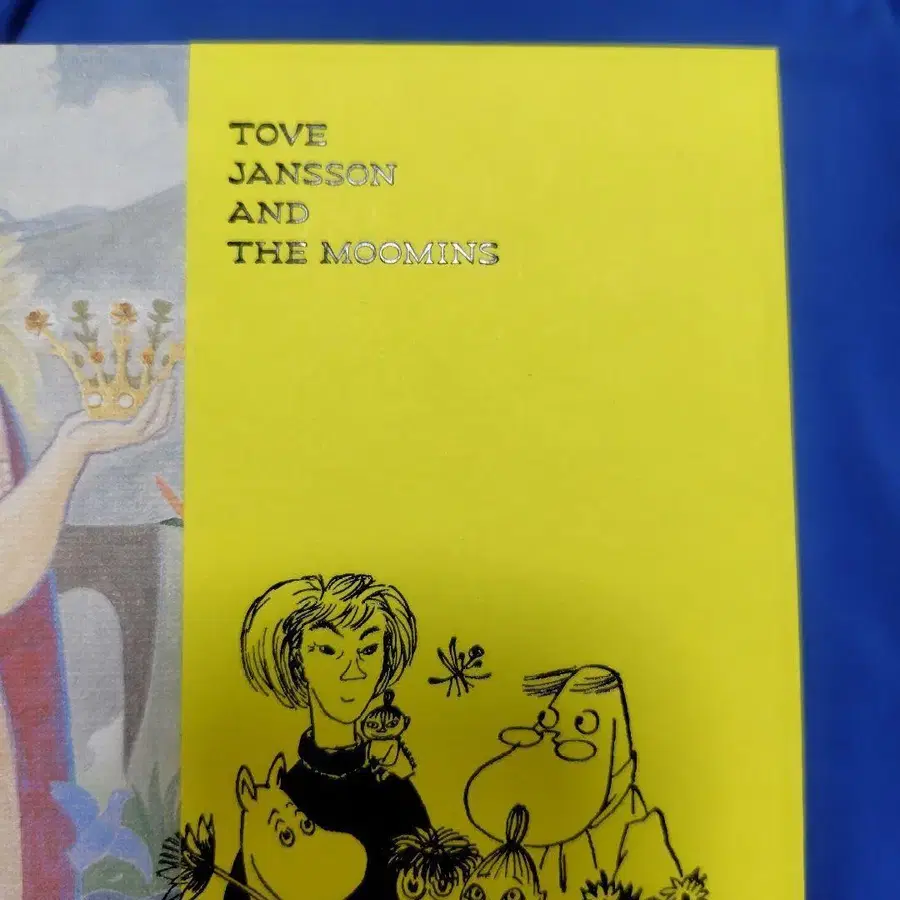 TOVE
JANSSON
AND
THE MOOMINS